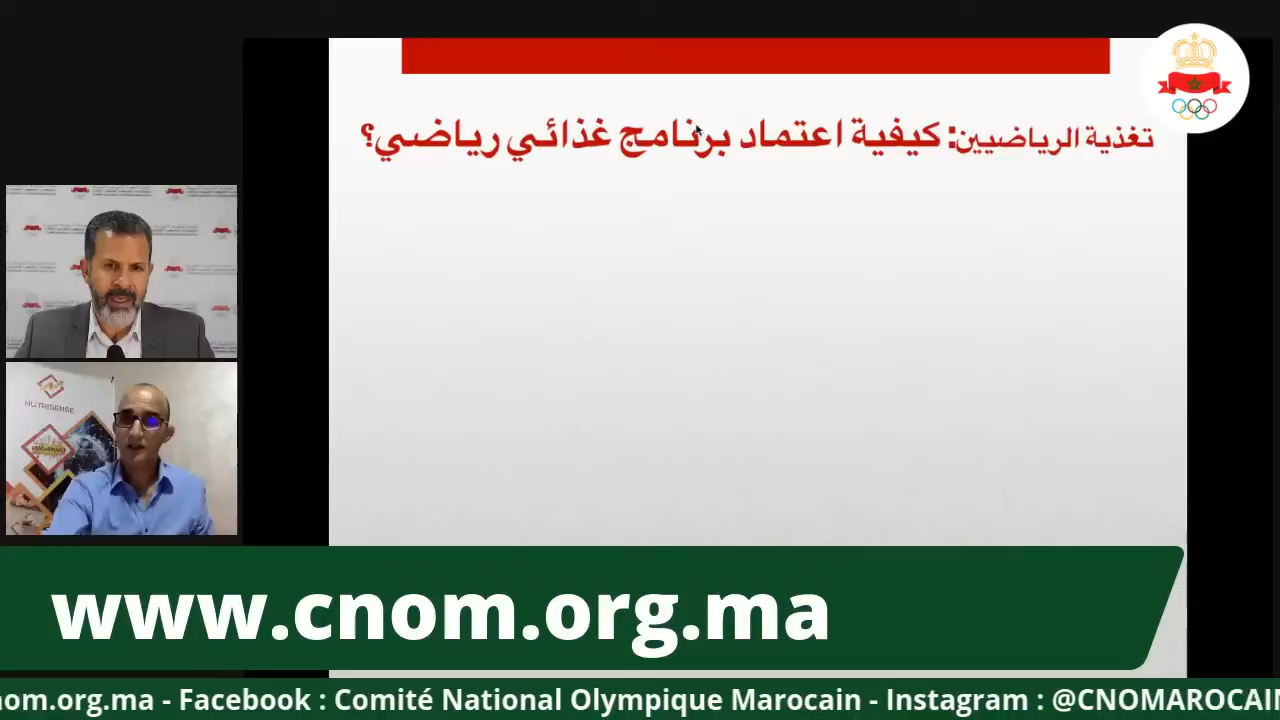 تغذية الرياضيين: كيفية اعتماد برنامج غذائي رياضي؟
NUTRISENSE
www.cnom.org.ma
nom.org.ma - Facebook : Comité National Olympique Marocain - Instagram : @CNOMAROCAIN